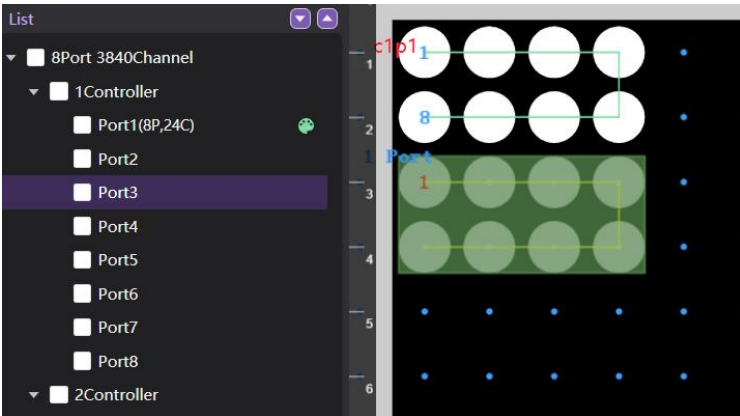 List
8Port 3840Channel
1Controller
Port1(8P,24C)
Port2
Port3
Port4
Port5
Port6
Port7
Port8
2Controller
c1p1
1
1
8
2
1 Port
1
3
4
5
6